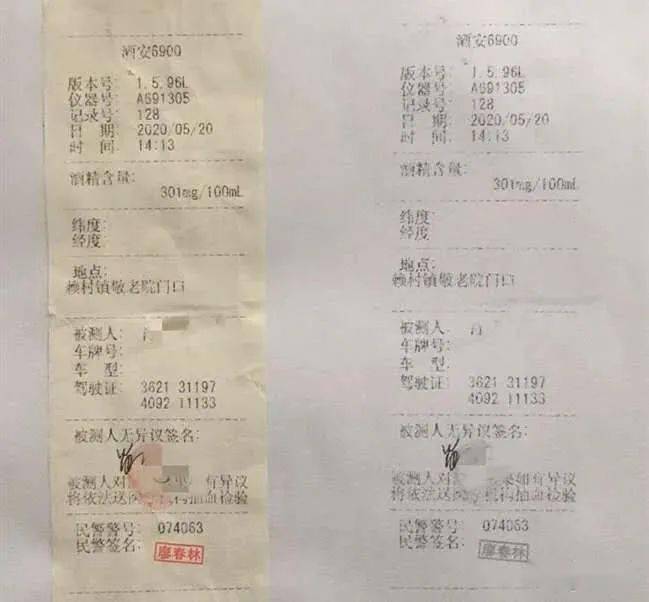 酒安6900
版本号: 1.5.96L
仪器号: A691305
记录号: 128
日 期: 2020/05/20
时 间: 14:13
酒精含量:
301mg/100mL
纬度:
经度:
地点:
赖村镇敬老院门口
被测人:
车牌号:
车 型:
驾驶证: 3621 31197
4092 11133
被测人无异议签名:
被测人对 有异议
将依法送 机构抽血检验
民警警号: 074063
民警签名: 廖春林
酒安6900
版本号: 1.5.96L
仪器号: A691305
记录号: 128
日 期: 2020/05/20
时 间: 14:13
酒精含量:
301mg/100mL
纬度:
经度:
地点:
赖村镇敬老院门口
被测人:
车牌号:
车 型:
驾驶证: 3621 31197
4092 11133
被测人无异议签名:
被测人对 果如有异议
将依法送 机构抽血检验
民警警号: 074063
民警签名: 廖春林